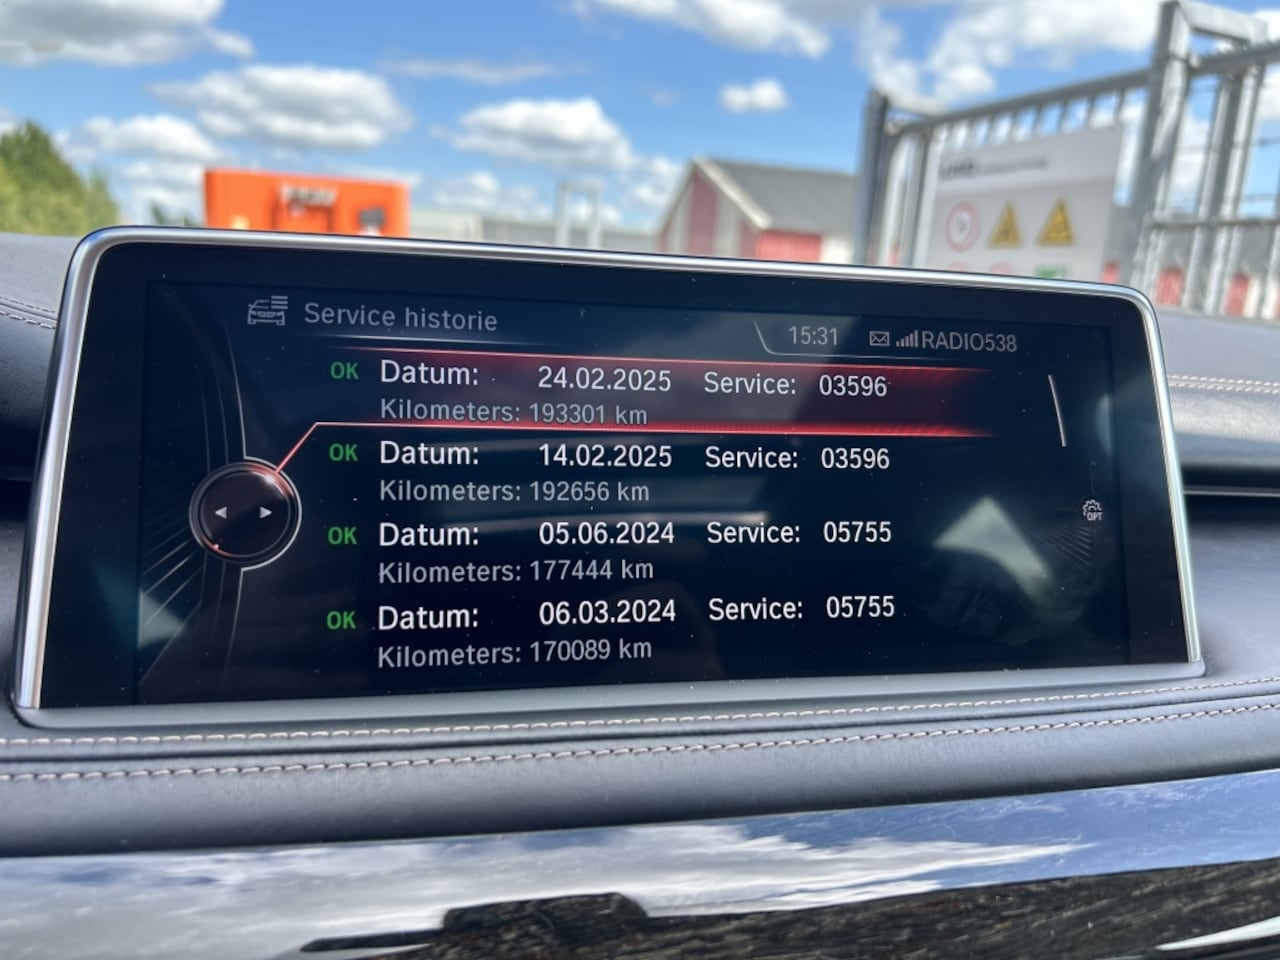 Service historie
15:31 RADIO538
OK Datum: 24.02.2025 Service: 03596
Kilometers: 193301 km
OK Datum: 14.02.2025 Service: 03596
Kilometers: 192656 km
OK Datum: 05.06.2024 Service: 05755
Kilometers: 177444 km
OK Datum: 06.03.2024 Service: 05755
Kilometers: 170089 km
OPT